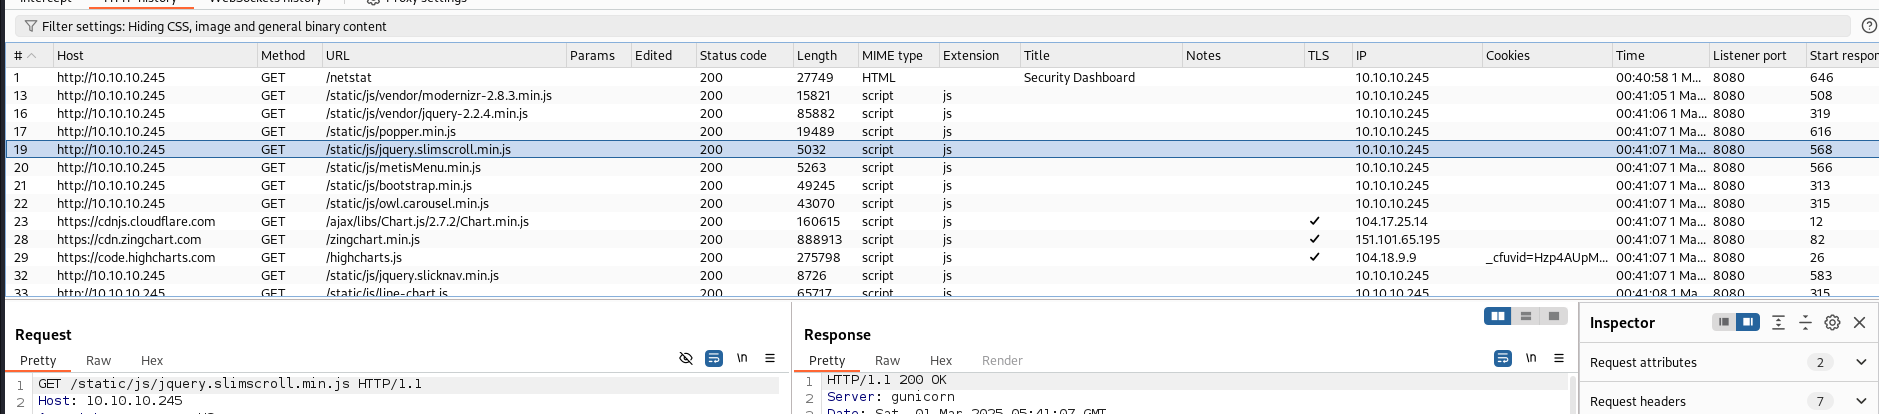 Filter settings: Hiding CSS, image and general binary content
# Host Method URL Params Edited Status code Length MIME type Extension Title Notes TLS IP Cookies Time Listener port Start respon
1 http://10.10.10.245 GET /netstat 200 27749 HTML Security Dashboard 10.10.10.245 00:40:58 1 M... 8080 646
13 http://10.10.10.245 GET /static/js/vendor/modernizr-2.8.3.min.js 200 15821 script js 10.10.10.245 00:41:05 1 Ma... 8080 508
16 http://10.10.10.245 GET /static/js/vendor/jquery-2.2.4.min.js 200 85882 script js 10.10.10.245 00:41:06 1 Ma... 8080 319
17 http://10.10.10.245 GET /static/js/popper.min.js 200 19489 script js 10.10.10.245 00:41:07 1 Ma... 8080 616
19 http://10.10.10.245 GET /static/js/jquery.slimscroll.min.js 200 5032 script js 10.10.10.245 00:41:07 1 Ma... 8080 568
20 http://10.10.10.245 GET /static/js/metisMenu.min.js 200 5263 script js 10.10.10.245 00:41:07 1 Ma... 8080 566
21 http://10.10.10.245 GET /static/js/bootstrap.min.js 200 49245 script js 10.10.10.245 00:41:07 1 Ma... 8080 313
22 http://10.10.10.245 GET /static/js/owl.carousel.min.js 200 43070 script js 10.10.10.245 00:41:07 1 Ma... 8080 315
23 https://cdnjs.cloudflare.com GET /ajax/libs/Chart.js/2.7.2/Chart.min.js 200 160615 script js ✓ 104.17.25.14 00:41:07 1 Ma... 8080 12
28 https://cdn.zingchart.com GET /zingchart.min.js 200 888913 script js ✓ 151.101.65.195 00:41:07 1 Ma... 8080 82
29 https://code.highcharts.com GET /highcharts.js 200 275798 script js ✓ 104.18.9.9 _cfuvid=Hzp4AUpM... 00:41:07 1 Ma... 8080 26
32 http://10.10.10.245 GET /static/js/jquery.slicknav.min.js 200 8726 script js 10.10.10.245 00:41:07 1 Ma... 8080 583
33 http://10.10.10.245 GET /static/js/line-chart.js 200 65717 script js 10.10.10.245 00:41:08 1 Ma... 8080 315
Request
Pretty Raw Hex \n
1 GET /static/js/jquery.slimscroll.min.js HTTP/1.1
2 Host: 10.10.10.245
Response
Pretty Raw Hex Render \n
1 HTTP/1.1 200 OK
2 Server: gunicorn
3 Date: Sat, 01 Mar 2025 05:41:07 GMT
Inspector
Request attributes 2
Request headers 7